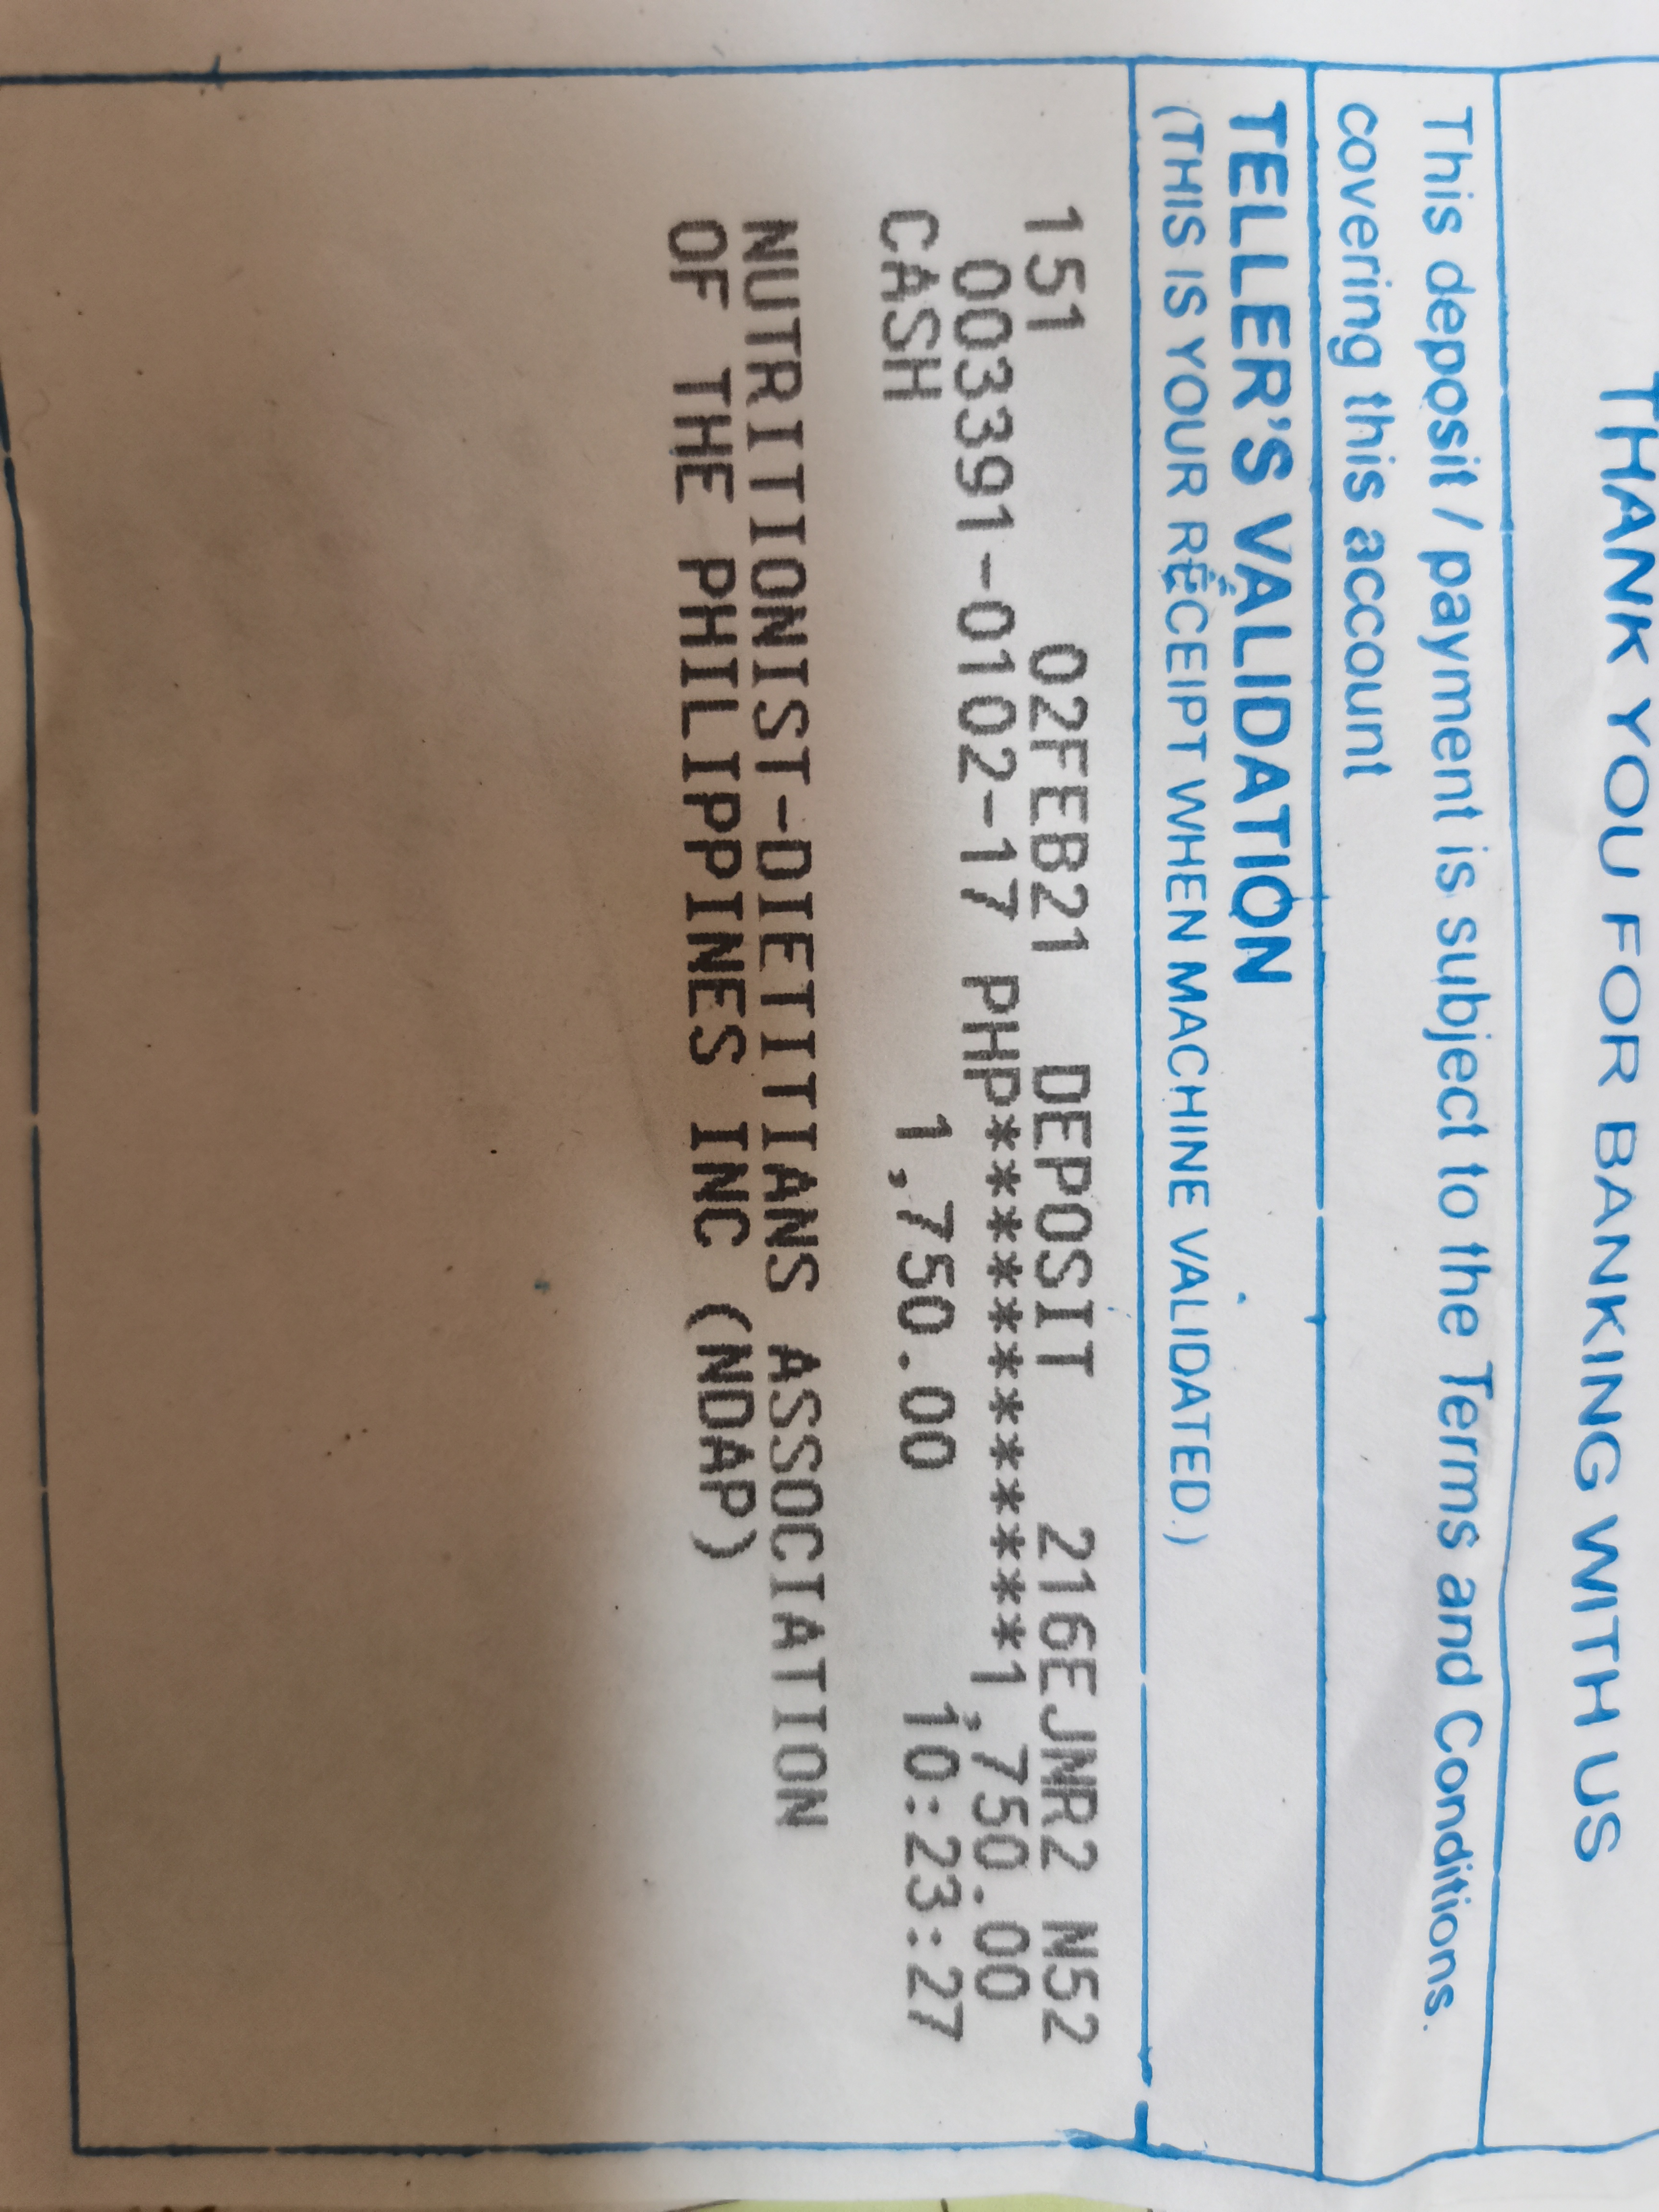 THANK YOU FOR BANKING WITH US
This deposit / payment is subject to the Terms and Conditions.
covering this account
TELLER'S VALIDATION
(THIS IS YOUR RECEIPT WHEN MACHINE VALIDATED.)
151 02FEB21 DEPOSIT 216EJNR2 N52
003391-0102-17 PHP************1,750.00
CASH 1,750.00 10:23:27
NUTRITIONIST-DIETITIANS ASSOCIATION
OF THE PHILIPPINES INC (NDAP)